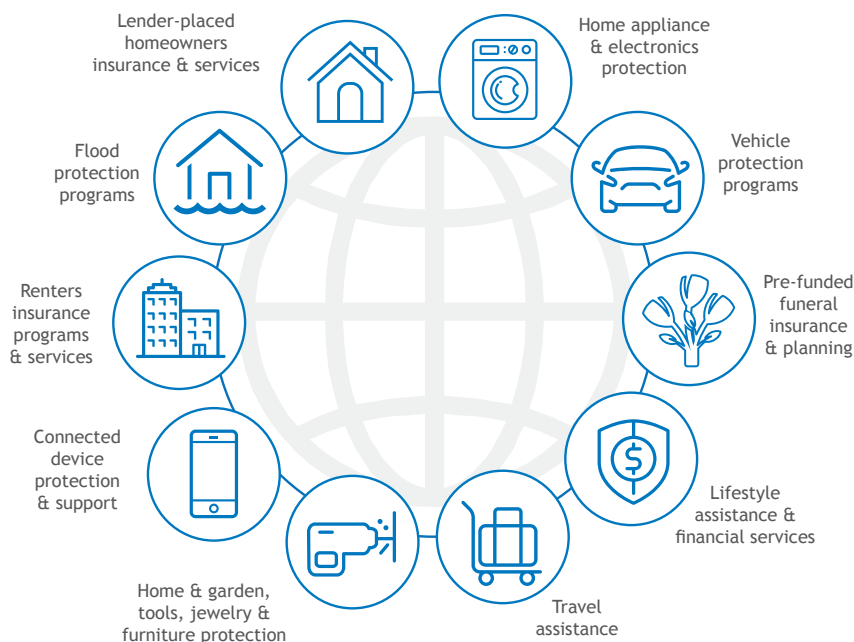 Lender-placed
homeowners
insurance & services
Home appliance
& electronics
protection
Vehicle
protection
programs
Pre-funded
funeral
insurance
& planning
Lifestyle
assistance &
financial services
Travel
assistance
Home & garden,
tools, jewelry &
furniture protection
Connected
device
protection
& support
Renters
insurance
programs
& services
Flood
protection
programs
$